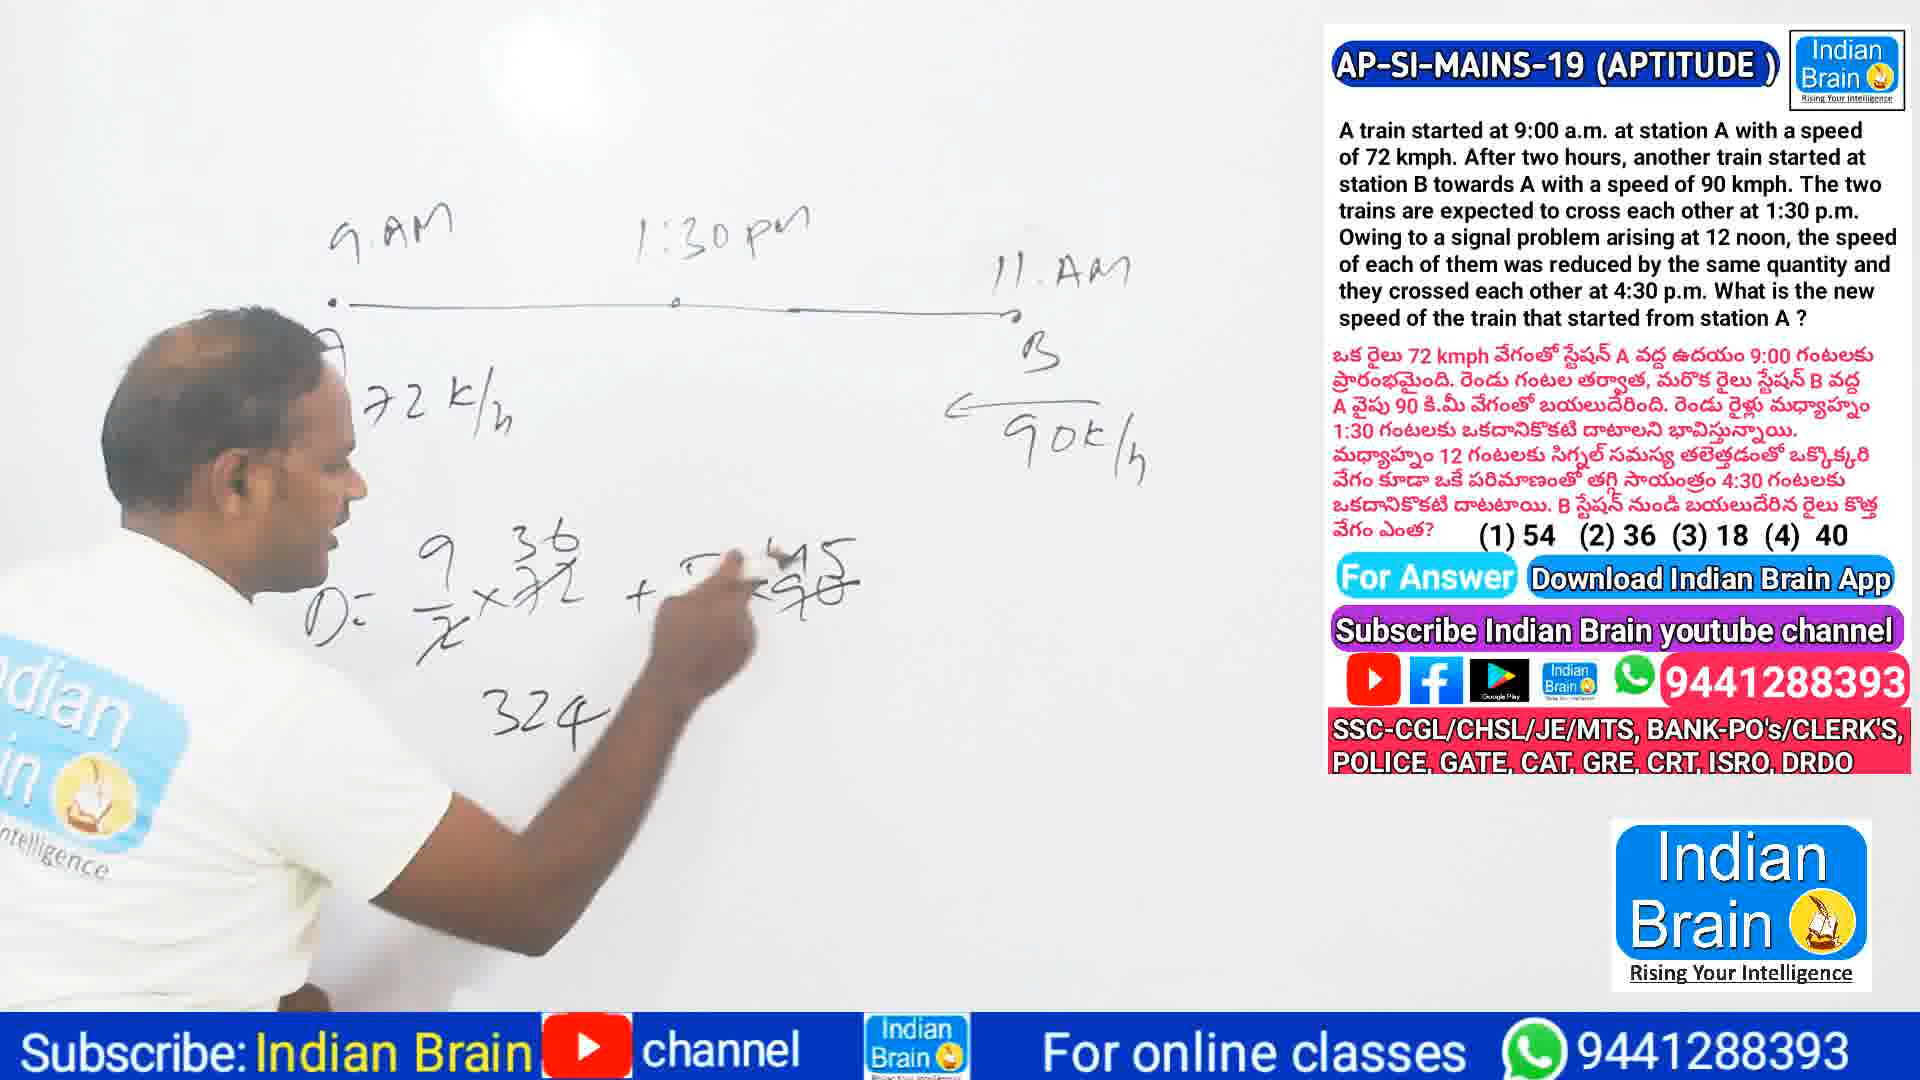 AP-SI-MAINS-19 (APTITUDE )
Indian
Brain
Rising Your Intelligence
A train started at 9:00 a.m. at station A with a speed
of 72 kmph. After two hours, another train started at
station B towards A with a speed of 90 kmph. The two
trains are expected to cross each other at 1:30 p.m.
Owing to a signal problem arising at 12 noon, the speed
of each of them was reduced by the same quantity and
they crossed each other at 4:30 p.m. What is the new
speed of the train that started from station A ?
ఒక రైలు 72 kmph వేగంతో స్టేషన్ A వద్ద ఉదయం 9:00 గంటలకు
ప్రారంభమైంది. రెండు గంటల తర్వాత, మరొక రైలు స్టేషన్ B వద్ద
A వైపు 90 కి.మీ వేగంతో బయలుదేరింది. రెండు రైళ్లు మధ్యాహ్నం
1:30 గంటలకు ఒకదానికొకటి దాటాలని భావిస్తున్నాయి.
మధ్యాహ్నం 12 గంటలకు సిగ్నల్ సమస్య తలెత్తడంతో ఒక్కొక్కరి
వేగం కూడా ఒకే పరిమాణంతో తగ్గి సాయంత్రం 4:30 గంటలకు
ఒకదానికొకటి దాటటాయి. B స్టేషన్ నుండి బయలుదేరిన రైలు కొత్త
వేగం ఎంత?
(1) 54 (2) 36 (3) 18 (4) 40
For Answer Download Indian Brain App
Subscribe Indian Brain youtube channel
Google Play
Indian
Brain
9441288393
SSC-CGL/CHSL/JE/MTS, BANK-PO's/CLERK'S,
POLICE, GATE, CAT, GRE, CRT, ISRO, DRDO
9.AM 1:30 PM 11.AM
A B
72 k/h 90k/h
36 45
D= 9/2 × 72 + × 90
324
dian
in
ntelligence
Indian
Brain
Rising Your Intelligence
Subscribe: Indian Brain channel Indian Brain For online classes 9441288393